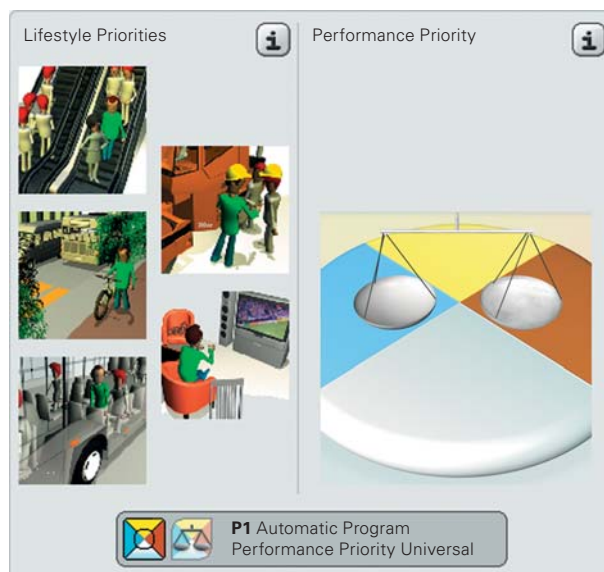 Lifestyle Priorities
Performance Priority
P1 Automatic Program
Performance Priority Universal